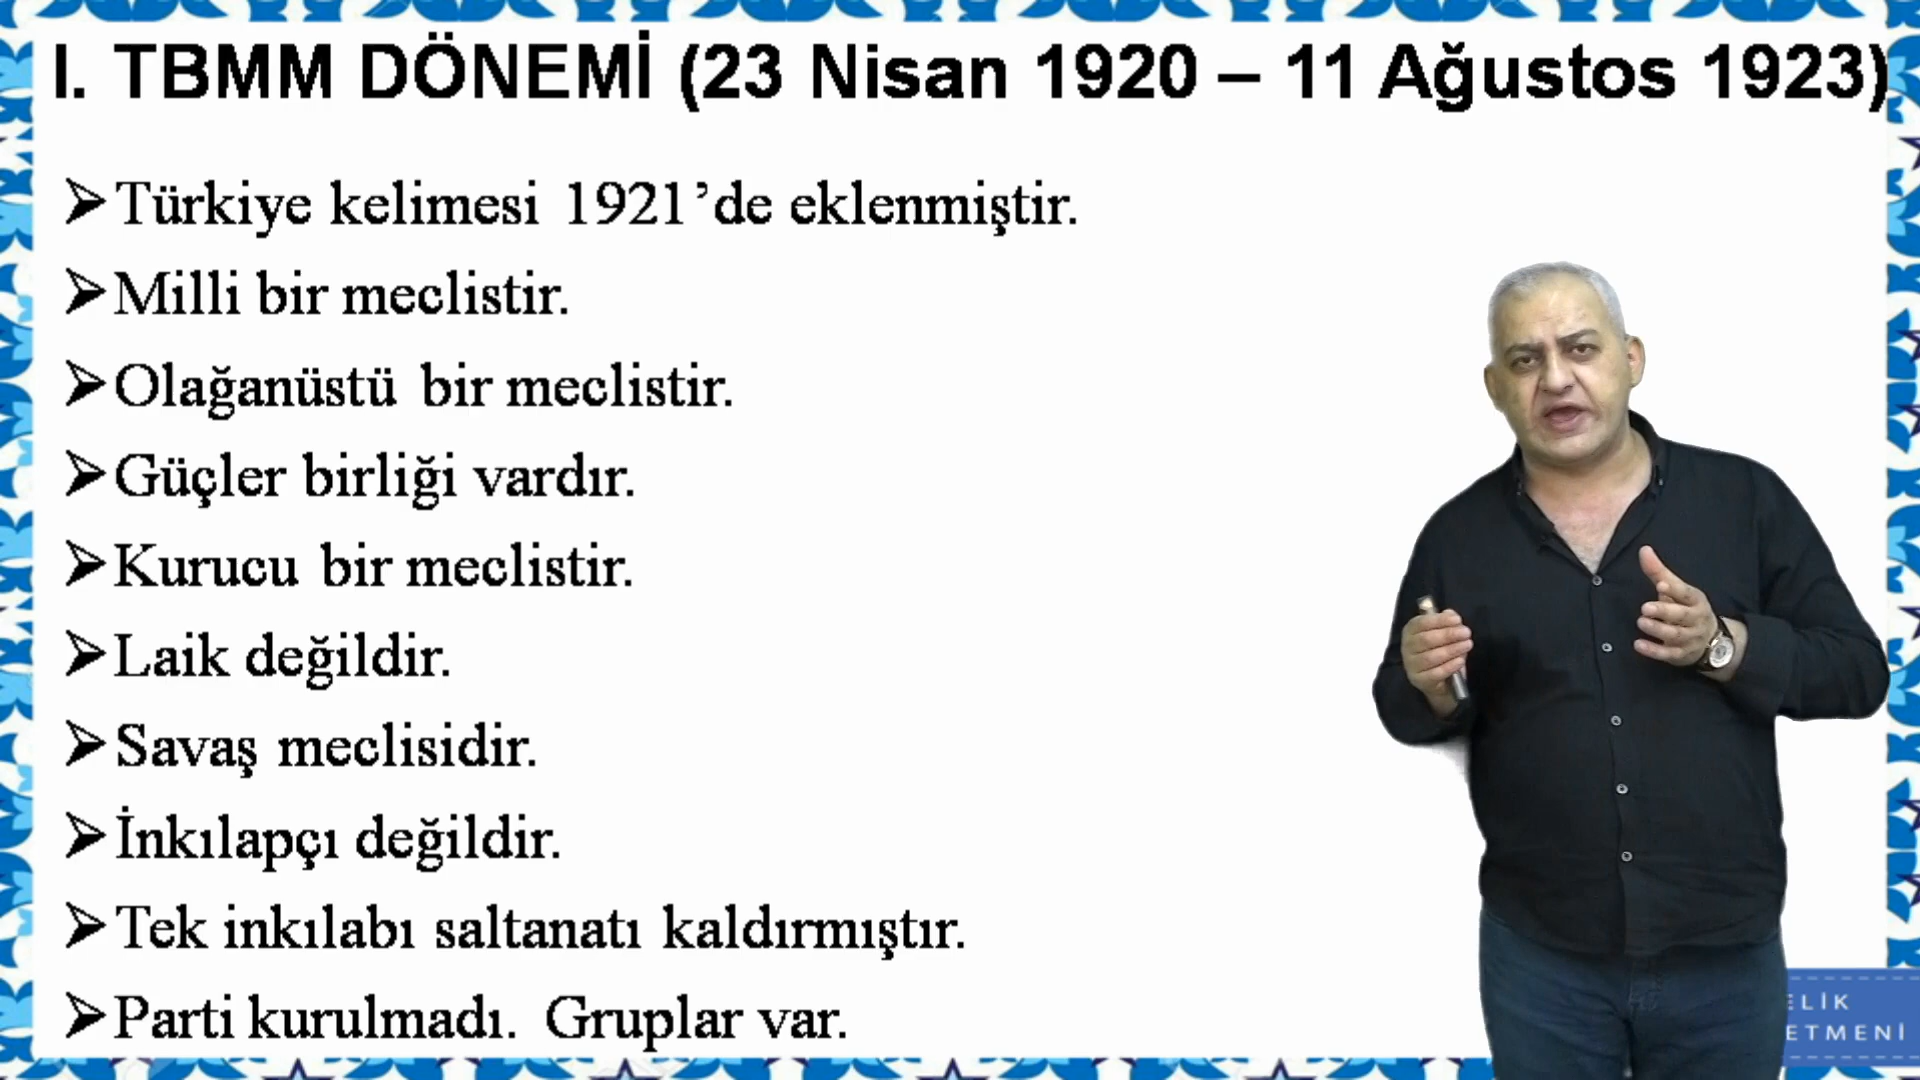 I. TBMM DÖNEMİ (23 Nisan 1920 – 11 Ağustos 1923)
➢Türkiye kelimesi 1921’de eklenmiştir.
➢Milli bir meclistir.
➢Olağanüstü bir meclistir.
➢Güçler birliği vardır.
➢Kurucu bir meclistir.
➢Laik değildir.
➢Savaş meclisidir.
➢İnkılapçı değildir.
➢Tek inkılabı saltanatı kaldırmıştır.
➢Parti kurulmadı. Gruplar var.
ELİK
ETMENİ